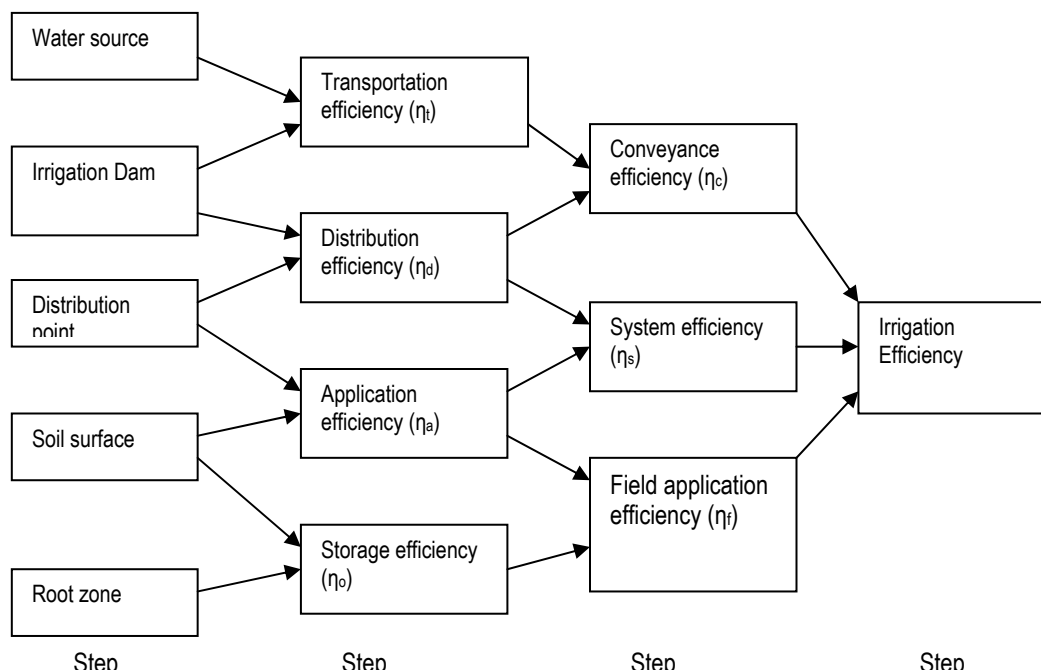 Water source
Irrigation Dam
Distribution
point
Soil surface
Root zone
Transportation
efficiency (ηt)
Distribution
efficiency (ηd)
Application
efficiency (ηa)
Storage efficiency
(ηo)
Conveyance
efficiency (ηc)
System efficiency
(ηs)
Field application
efficiency (ηf)
Irrigation
Efficiency
Step
Step
Step
Step